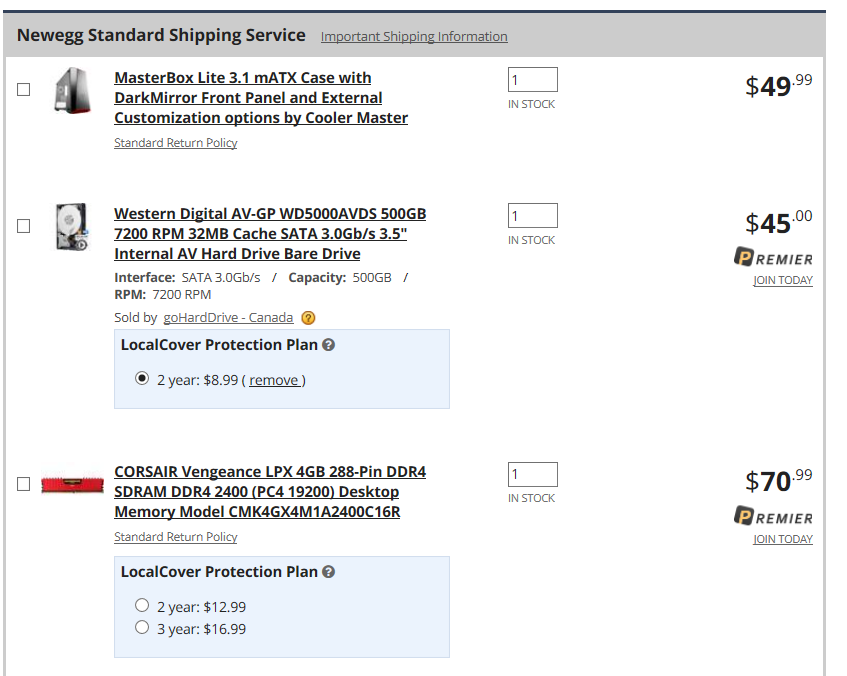 Newegg Standard Shipping Service Important Shipping Information
MasterBox Lite 3.1 mATX Case with
DarkMirror Front Panel and External
Customization options by Cooler Master
Standard Return Policy
1
IN STOCK
$49.99
Western Digital AV-GP WD5000AVDS 500GB
7200 RPM 32MB Cache SATA 3.0Gb/s 3.5"
Internal AV Hard Drive Bare Drive
Interface: SATA 3.0Gb/s / Capacity: 500GB /
RPM: 7200 RPM
Sold by goHardDrive - Canada ?
LocalCover Protection Plan ?
2 year: $8.99 ( remove )
1
IN STOCK
$45.00
PREMIER
JOIN TODAY
CORSAIR Vengeance LPX 4GB 288-Pin DDR4
SDRAM DDR4 2400 (PC4 19200) Desktop
Memory Model CMK4GX4M1A2400C16R
Standard Return Policy
LocalCover Protection Plan ?
2 year: $12.99
3 year: $16.99
1
IN STOCK
$70.99
PREMIER
JOIN TODAY